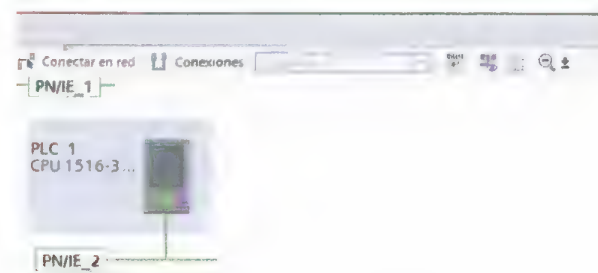 Conectar en red Conexiones
PN/IE_1
PLC 1
CPU 1516-3 ...
PN/IE_2